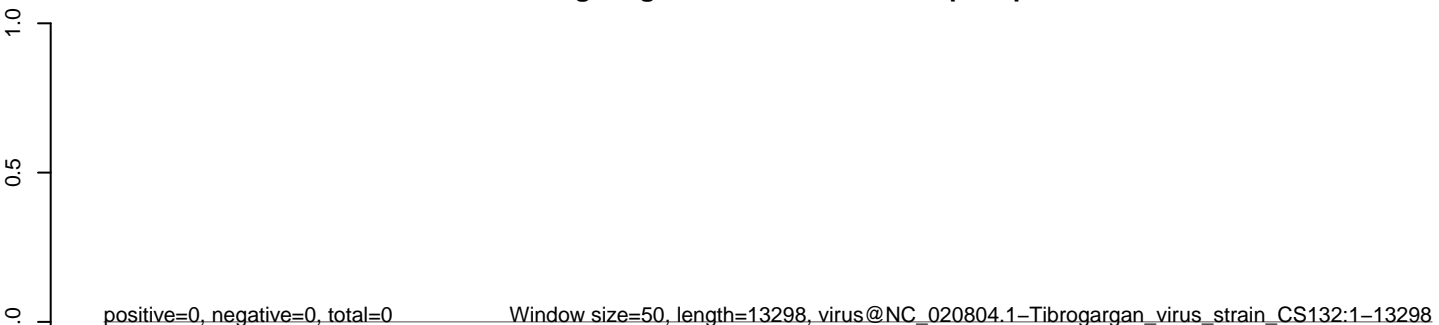 1.0
0.5
.0
positive=0, negative=0, total=0
Window size=50, length=13298, virus@NC_020804.1−Tibrogargan_virus_strain_CS132:1−13298